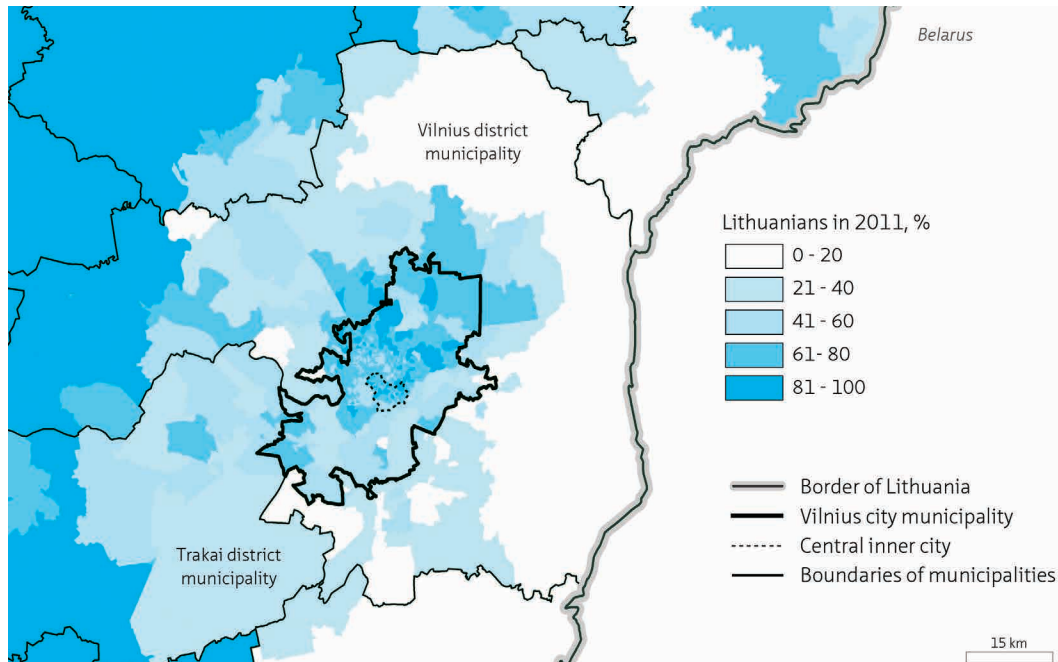 Belarus
Vilnius district
municipality
Lithuanians in 2011, %
0 - 20
21 - 40
41 - 60
61- 80
81 - 100
Border of Lithuania
Vilnius city municipality
Central inner city
Boundaries of municipalities
Trakai district
municipality
15 km